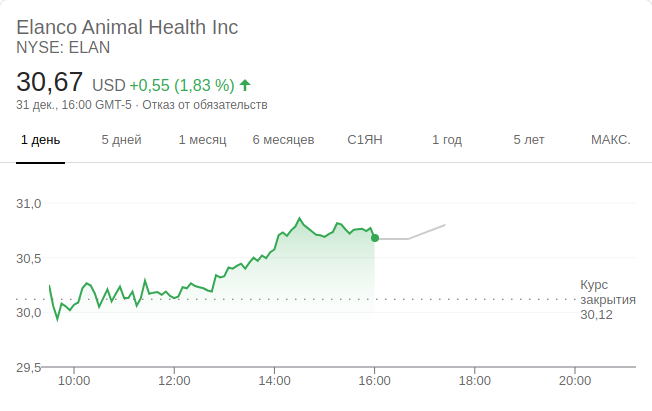 Elanco Animal Health Inc
NYSE: ELAN
30,67 USD +0,55 (1,83 %)
31 дек., 16:00 GMT-5 · Отказ от обязательств
1 день 5 дней 1 месяц 6 месяцев С1ЯН 1 год 5 лет МАКС.
31,0
30,5
30,0
29,5
Курс
закрытия
30,12
10:00 12:00 14:00 16:00 18:00 20:00